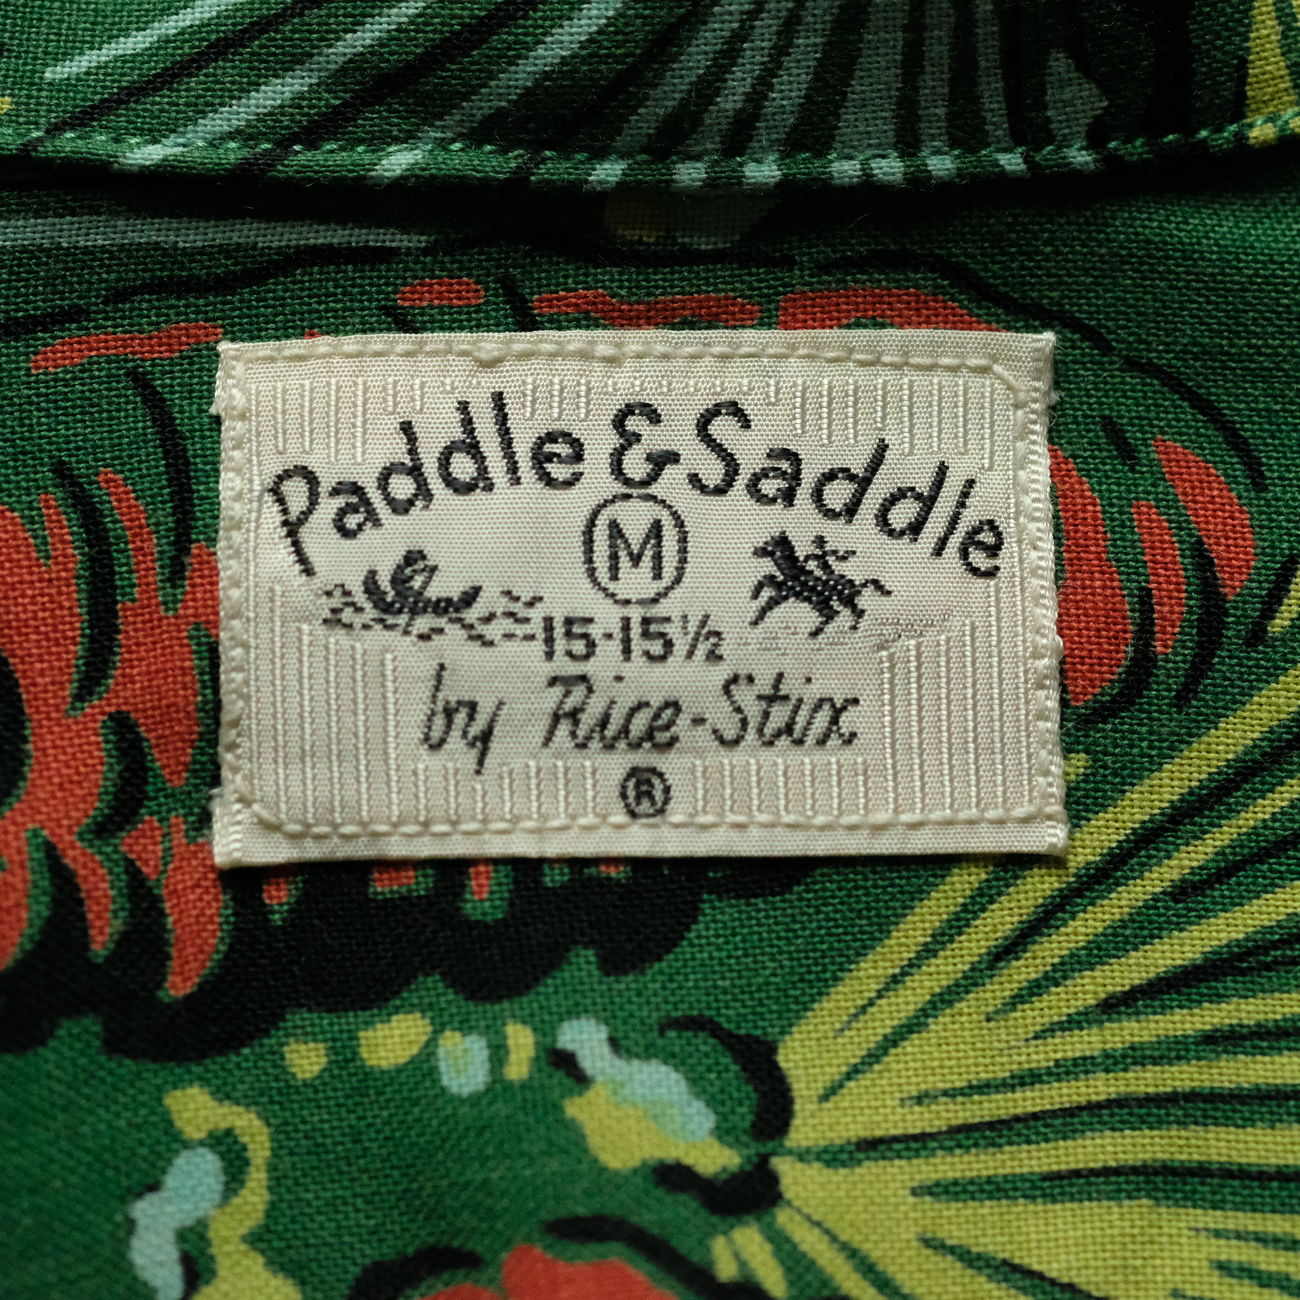 Paddle & Saddle
M
15-15½
by Rice-Stix
®